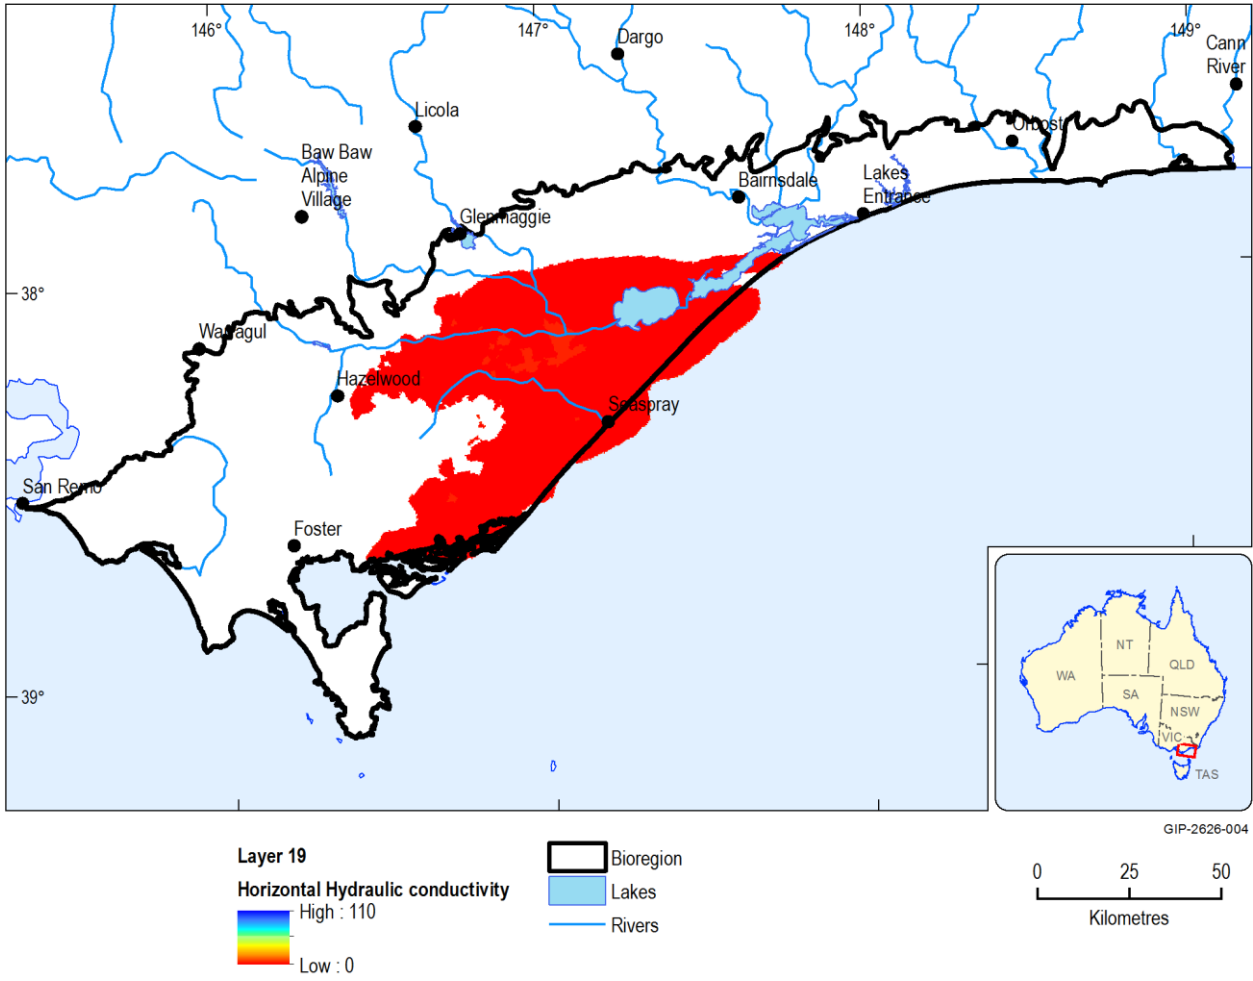 146°
147°
148°
149°
Dargo
Cann
River
Licola
Orbost
Baw Baw
Alpine
Village
Bairnsdale
Lakes
Entrance
Glenmaggie
38°
Warragul
Hazelwood
Seaspray
San Remo
Foster
39°
NT
QLD
WA
SA
NSW
VIC
TAS
GIP-2626-004
Layer 19
Horizontal Hydraulic conductivity
High : 110
Low : 0
Bioregion
Lakes
Rivers
0 25 50
Kilometres